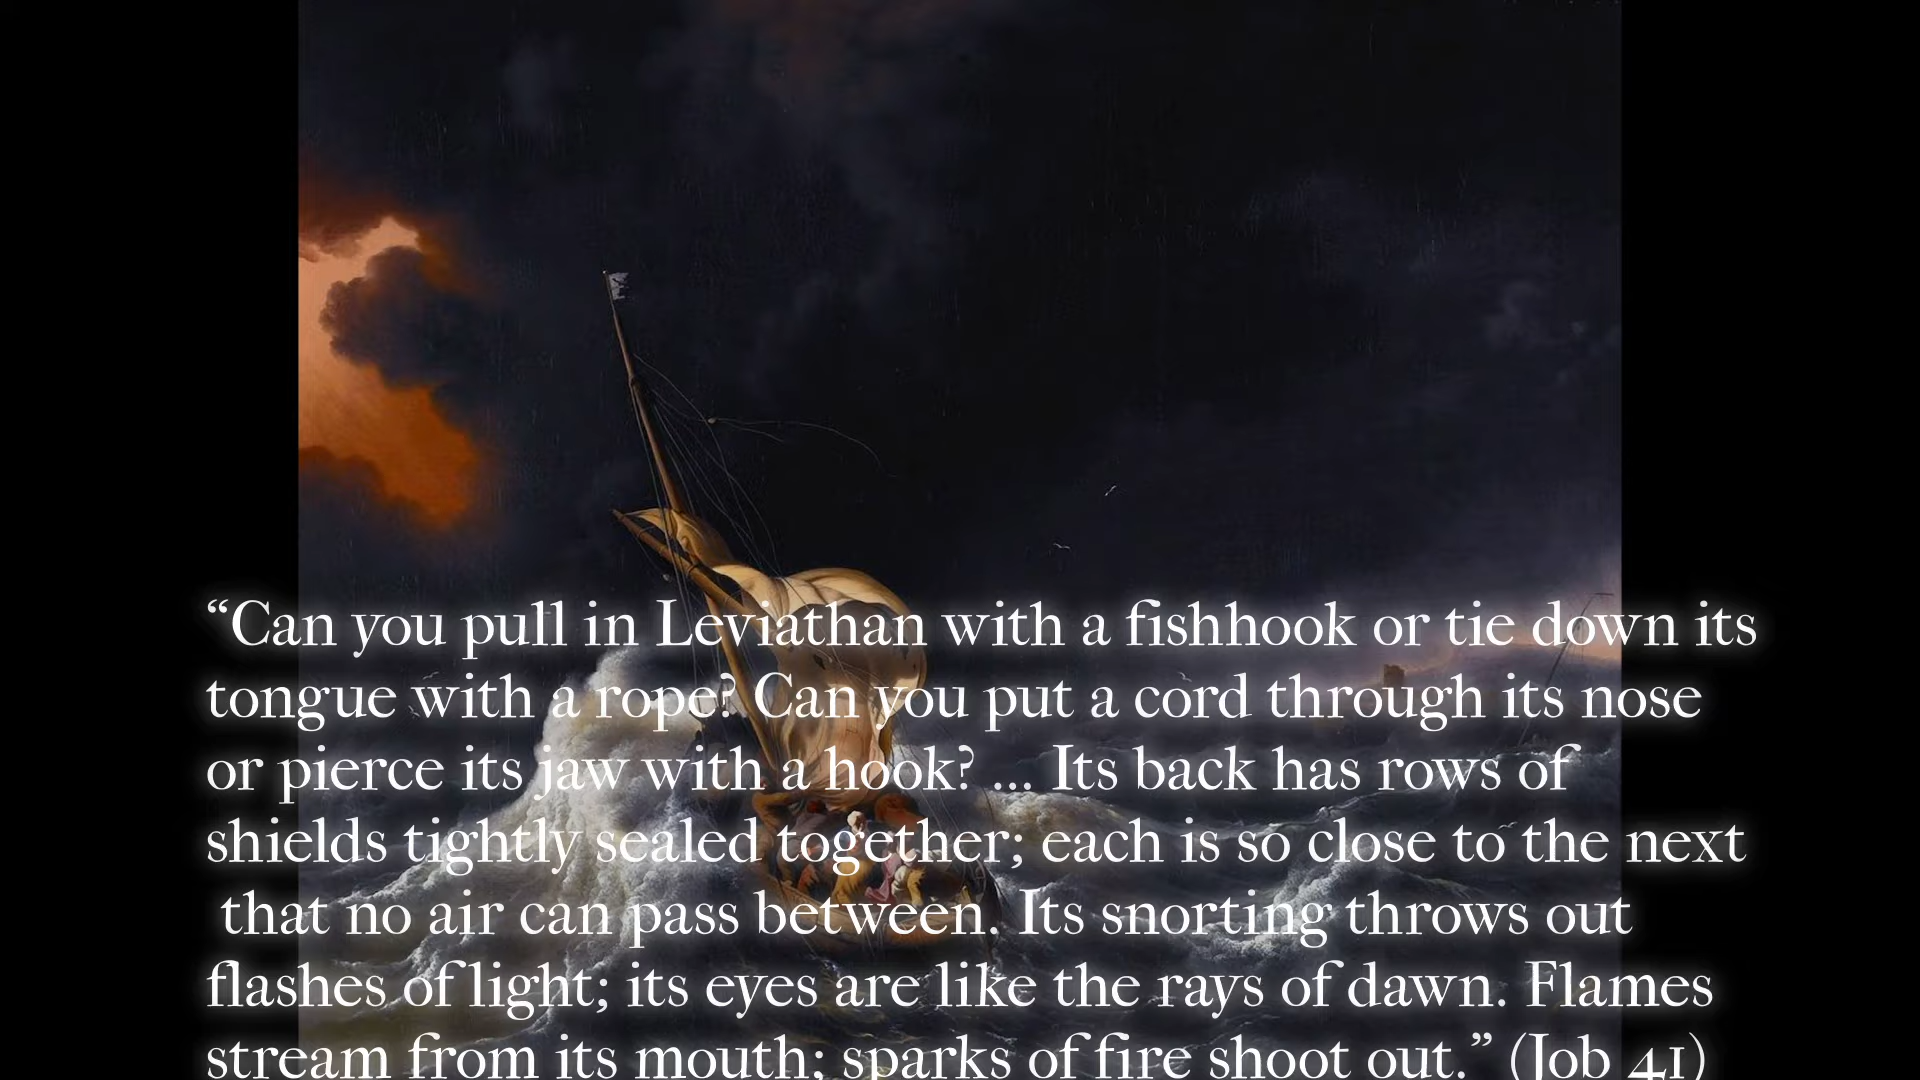 “Can you pull in Leviathan with a fishhook or tie down its
tongue with a rope? Can you put a cord through its nose
or pierce its jaw with a hook? ... Its back has rows of
shields tightly sealed together; each is so close to the next
that no air can pass between. Its snorting throws out
flashes of light; its eyes are like the rays of dawn. Flames
stream from its mouth; sparks of fire shoot out.” (Job 41)